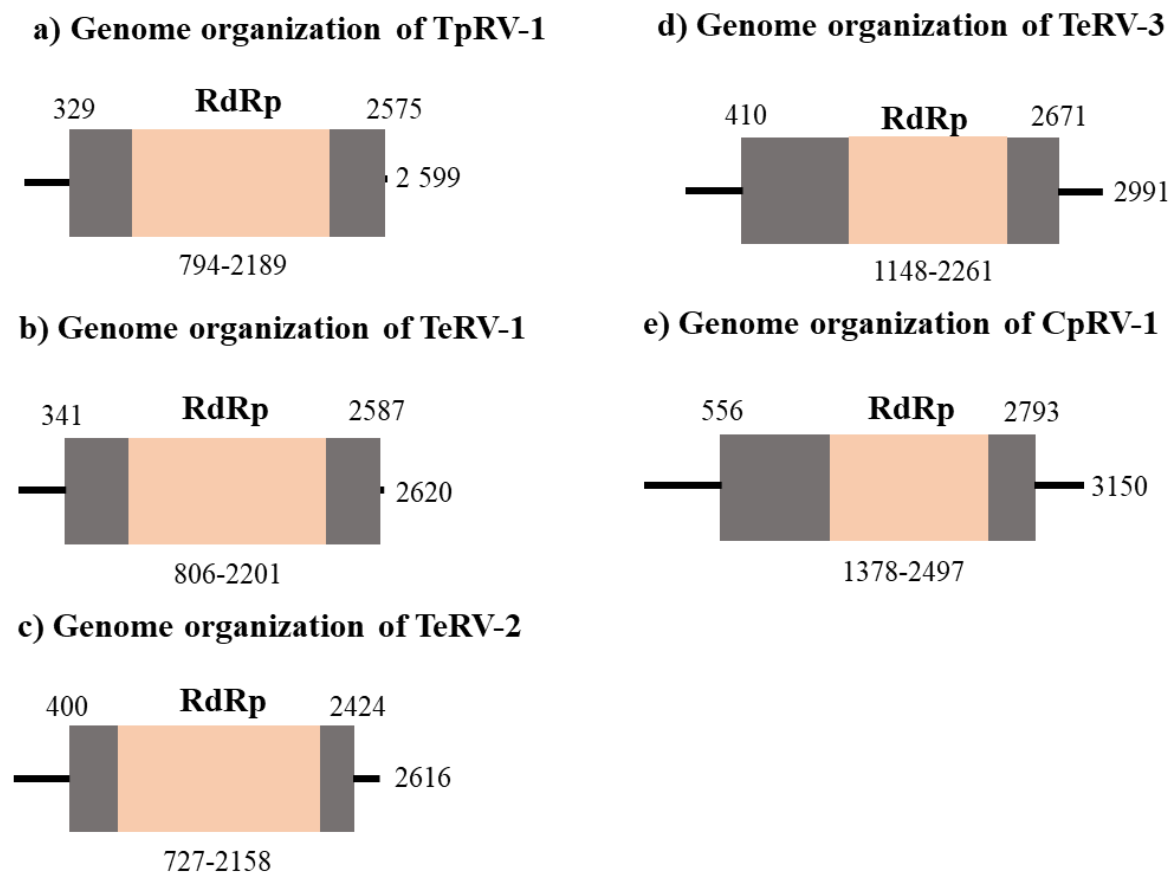 a) Genome organization of TpRV-1
RdRp
329
2575
2 599
794-2189
b) Genome organization of TeRV-1
RdRp
341
2587
2620
806-2201
c) Genome organization of TeRV-2
RdRp
400
2424
2616
727-2158
d) Genome organization of TeRV-3
410
RdRp
2671
2991
1148-2261
e) Genome organization of CpRV-1
556
RdRp
2793
3150
1378-2497